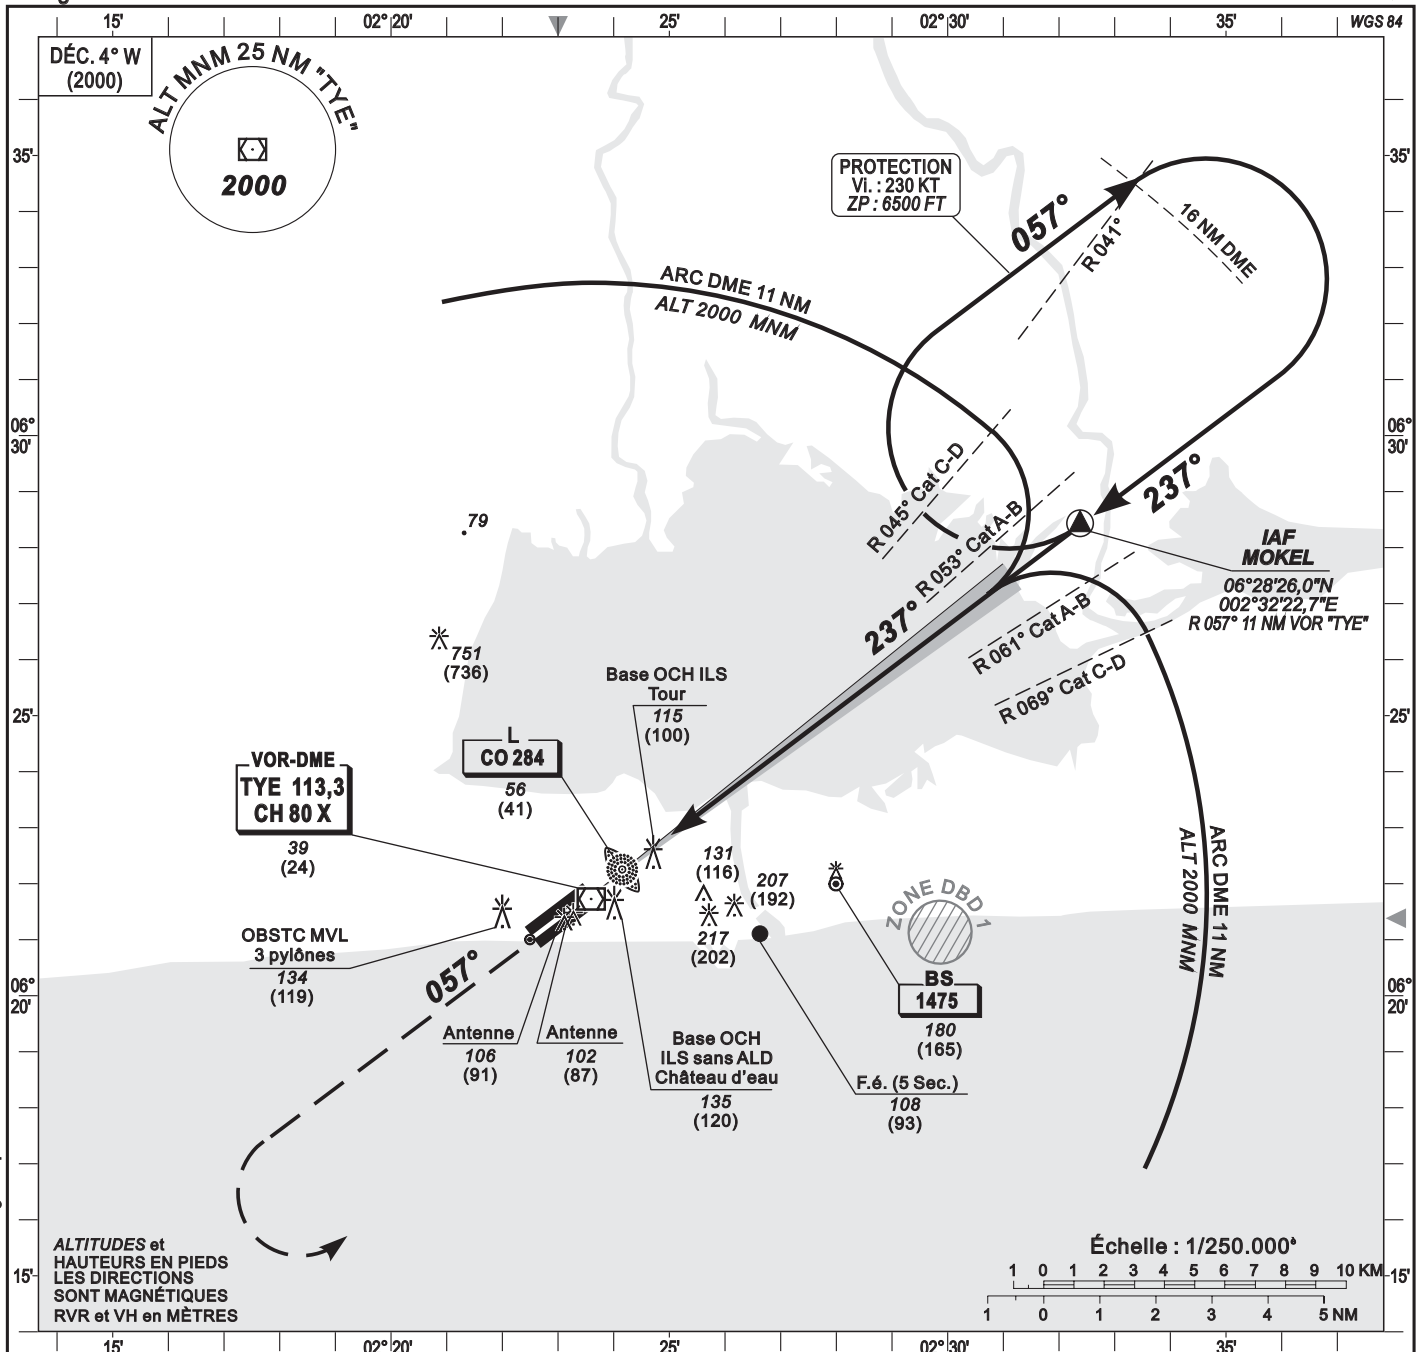 15'
02° 20'
25'
02° 30'
35'
WGS 84
DÉC. 4° W
(2000)
ALT MNM 25 NM "TYE"
2000
35'
35'
PROTECTION
Vi. : 230 KT
ZP : 6500 FT
057°
R 041°
16 NM DME
ARC DME 11 NM
ALT 2000 MNM
06°
30'
06°
30'
R 045° Cat C-D
R 053° Cat A-B
237°
237°
IAF
MOKEL
06°28'26,0"N
002°32'22,7"E
R 057° 11 NM VOR "TYE"
79
751
(736)
R 061° Cat A-B
R 069° Cat C-D
Base OCH ILS
Tour
115
(100)
25'
25'
L
CO 284
56
(41)
VOR-DME
TYE 113,3
CH 80 X
39
(24)
131
(116)
207
(192)
217
(202)
ZONE DBD 1
ARC DME 11 NM
ALT 2000 MNM
OBSTC MVL
3 pylônes
134
(119)
057°
BS
1475
180
(165)
06°
20'
06°
20'
Antenne
106
(91)
Antenne
102
(87)
Base OCH
ILS sans ALD
Château d'eau
135
(120)
F.é. (5 Sec.)
108
(93)
ALTITUDES et
HAUTEURS EN PIEDS
LES DIRECTIONS
SONT MAGNÉTIQUES
RVR et VH en MÈTRES
Échelle : 1/250.000è
1 0 1 2 3 4 5 6 7 8 9 10 KM
1 0 1 2 3 4 5 NM
15'
15'
15'
02° 20'
25'
02° 30'
35'